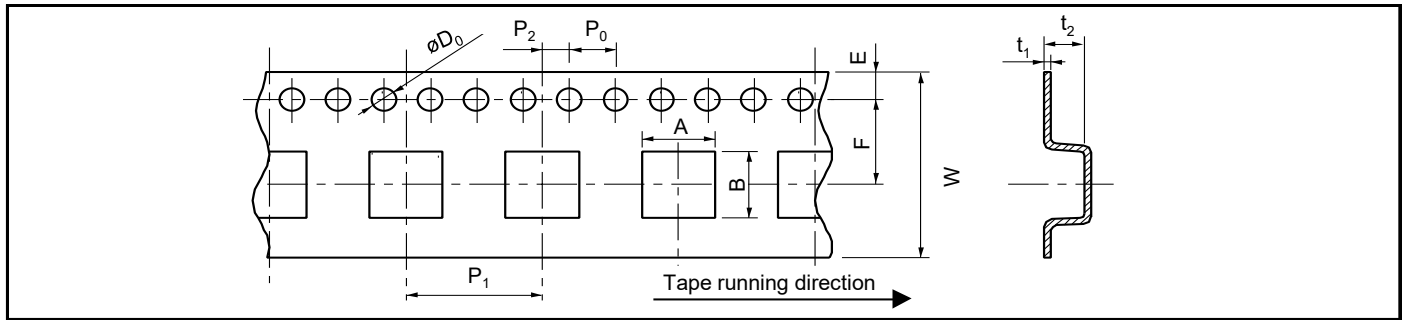 øD₀
P₂
P₀
E
t₁
t₂
A
F
B
W
P₁
Tape running direction